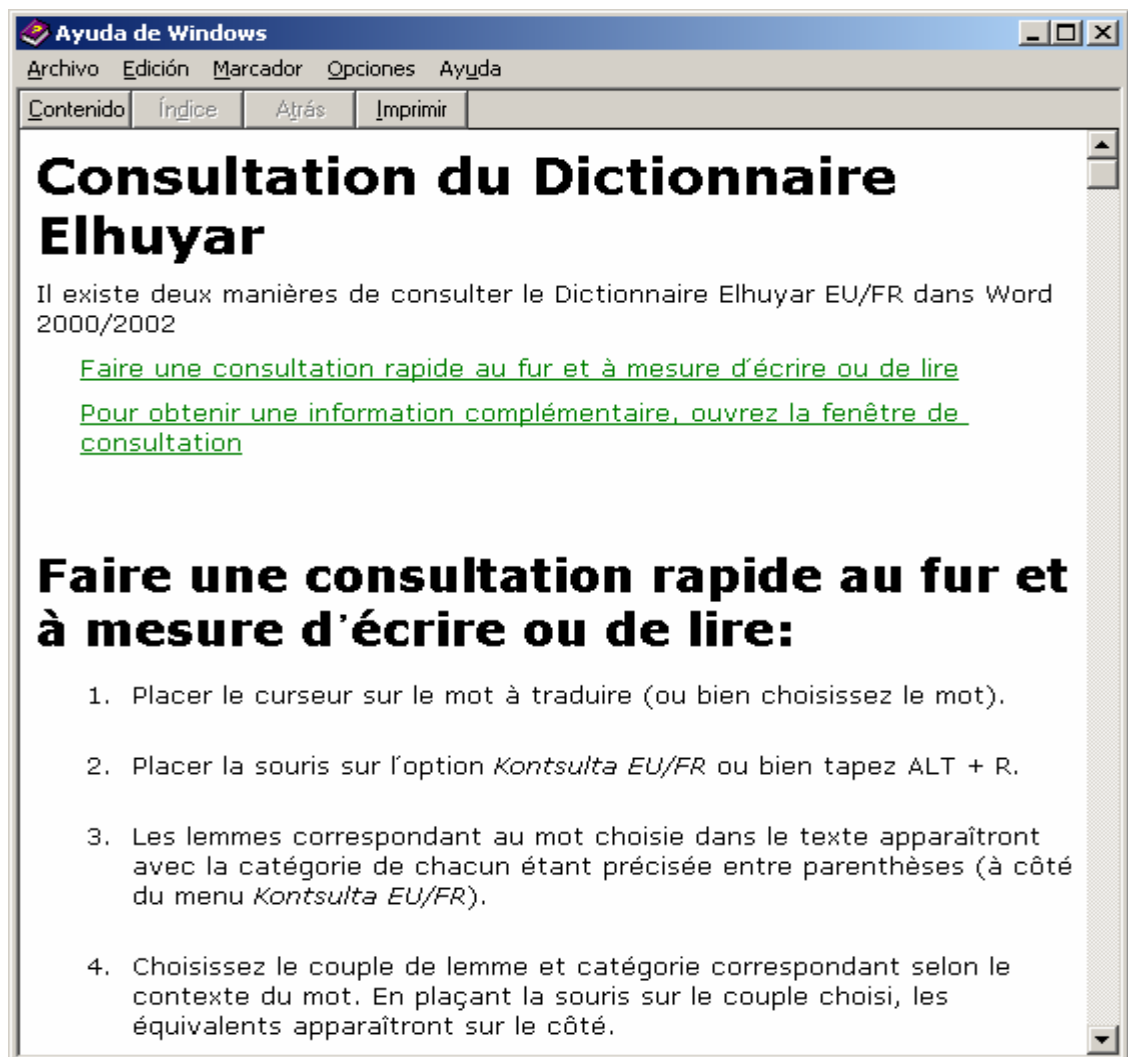 Ayuda de Windows
Archivo Edición Marcador Opciones Ayuda
Contenido Índice Atrás Imprimir
Consultation du Dictionnaire
Elhuyar
Il existe deux manières de consulter le Dictionnaire Elhuyar EU/FR dans Word
2000/2002
Faire une consultation rapide au fur et à mesure d´écrire ou de lire
Pour obtenir une information complémentaire, ouvrez la fenêtre de
consultation
Faire une consultation rapide au fur et
à mesure d´écrire ou de lire:
1. Placer le curseur sur le mot à traduire (ou bien choisissez le mot).
2. Placer la souris sur l´option Kontsulta EU/FR ou bien tapez ALT + R.
3. Les lemmes correspondant au mot choisie dans le texte apparaîtront
avec la catégorie de chacun étant précisée entre parenthèses (à côté
du menu Kontsulta EU/FR).
4. Choisissez le couple de lemme et catégorie correspondant selon le
contexte du mot. En plaçant la souris sur le couple choisi, les
équivalents apparaîtront sur le côté.